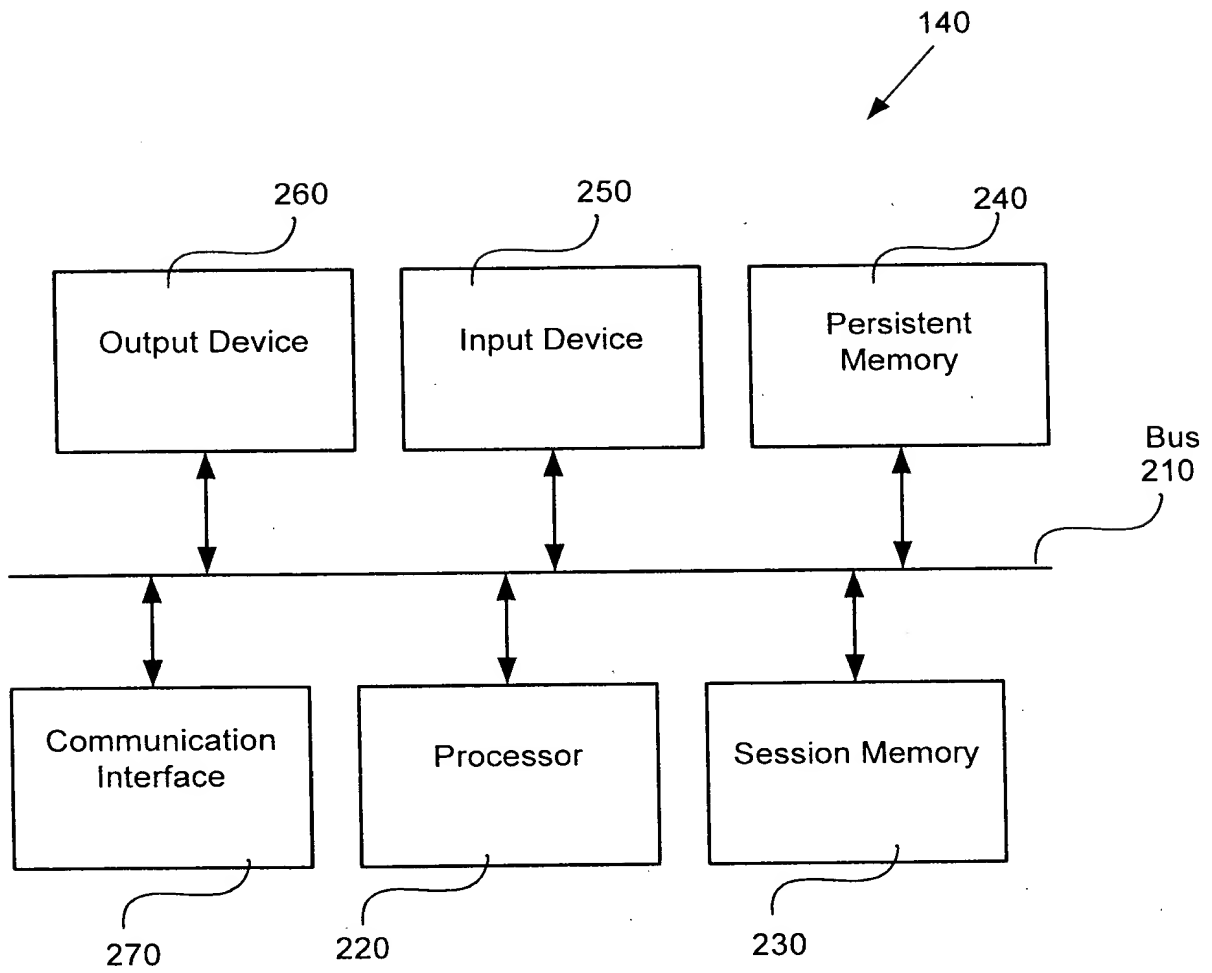 140
260
250
240
Output Device
Input Device
Persistent
Memory
Bus
210
Communication
Interface
Processor
Session Memory
270
220
230